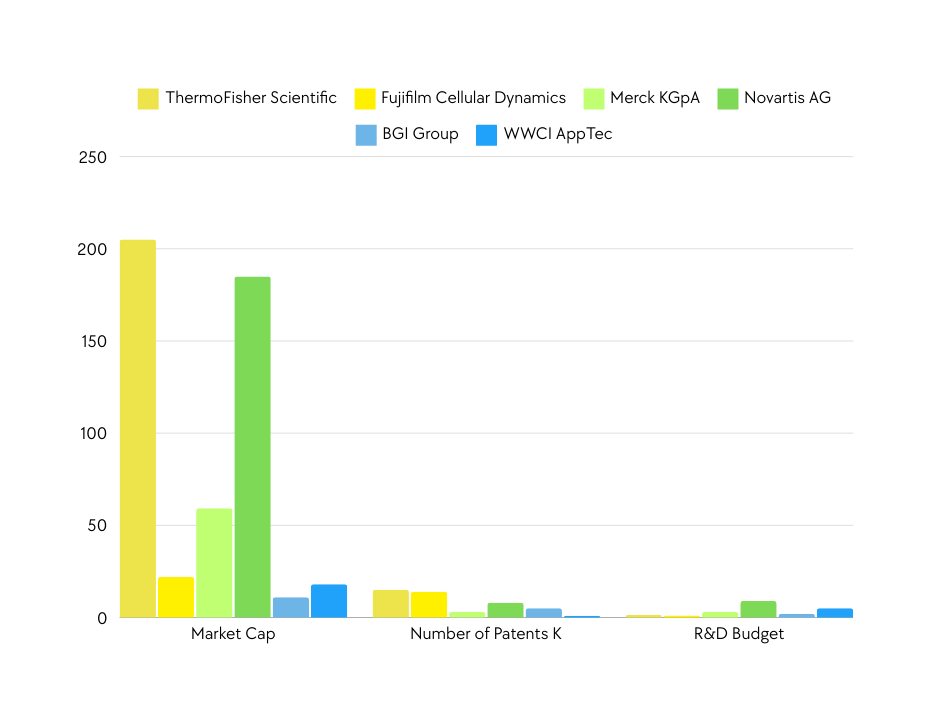 ThermoFisher Scientific Fujifilm Cellular Dynamics Merck KGpA Novartis AG
BGI Group WWCI AppTec
250
200
150
100
50
0
Market Cap Number of Patents K R&D Budget